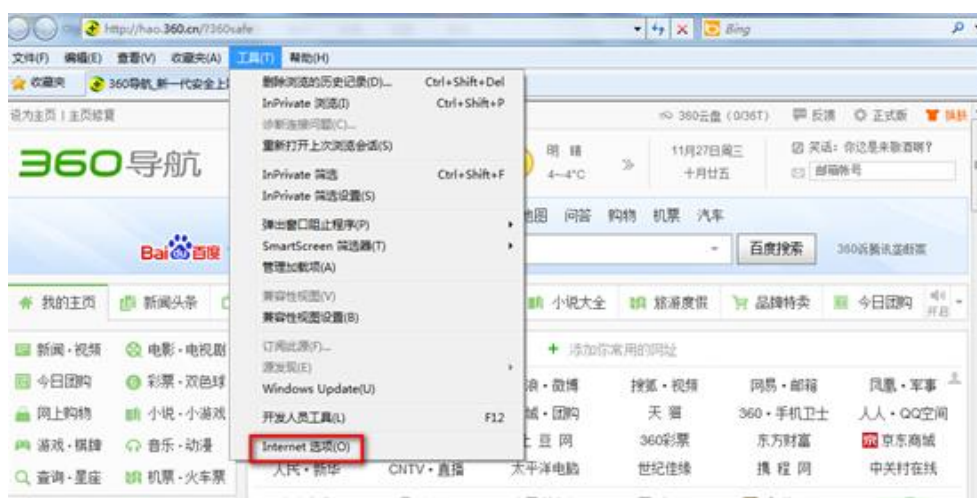 http://hao.360.cn/?360safe Bing
文件(F) 编辑(E) 查看(V) 收藏夹(A) 工具(T) 帮助(H)
收藏夹 360导航_新一代安全上
设为主页 | 主页修复
360云盘 (0/36T) 反馈 正式版 换肤
360导航
明 晴
4~-4°C
11月27日 周三
十月廿五
笑话：你这是来敬酒啊?
邮箱帐号
删除浏览的历史记录(D)... Ctrl+Shift+Del
InPrivate 浏览(I) Ctrl+Shift+P
诊断连接问题(C)...
重新打开上次浏览会话(S)
InPrivate 筛选 Ctrl+Shift+F
InPrivate 筛选设置(S)
弹出窗口阻止程序(P)
SmartScreen 筛选器(T)
管理加载项(A)
兼容性视图(V)
兼容性视图设置(B)
订阅此源(F)...
源发现(E)
Windows Update(U)
开发人员工具(L) F12
Internet 选项(O)
地图 问答 购物 机票 汽车
Bai du 百度 百度搜索 360诉腾讯垄断案
我的主页 新闻头条 小说大全 旅游度假 品牌特卖 今日团购 开启
新闻·视频 电影·电视剧 添加你常用的网址
今日团购 彩票·双色球 浪·微博 搜狐·视频 网易·邮箱 凤凰·军事
网上购物 小说·小游戏 ·团购 天 猫 360·手机卫士 人人·QQ空间
游戏·棋牌 音乐·动漫 土 豆 网 360彩票 东方财富 京东商城
查询·星座 机票·火车票 人民·新华 CNTV·直播 太平洋电脑 世纪佳缘 携 程 网 中关村在线